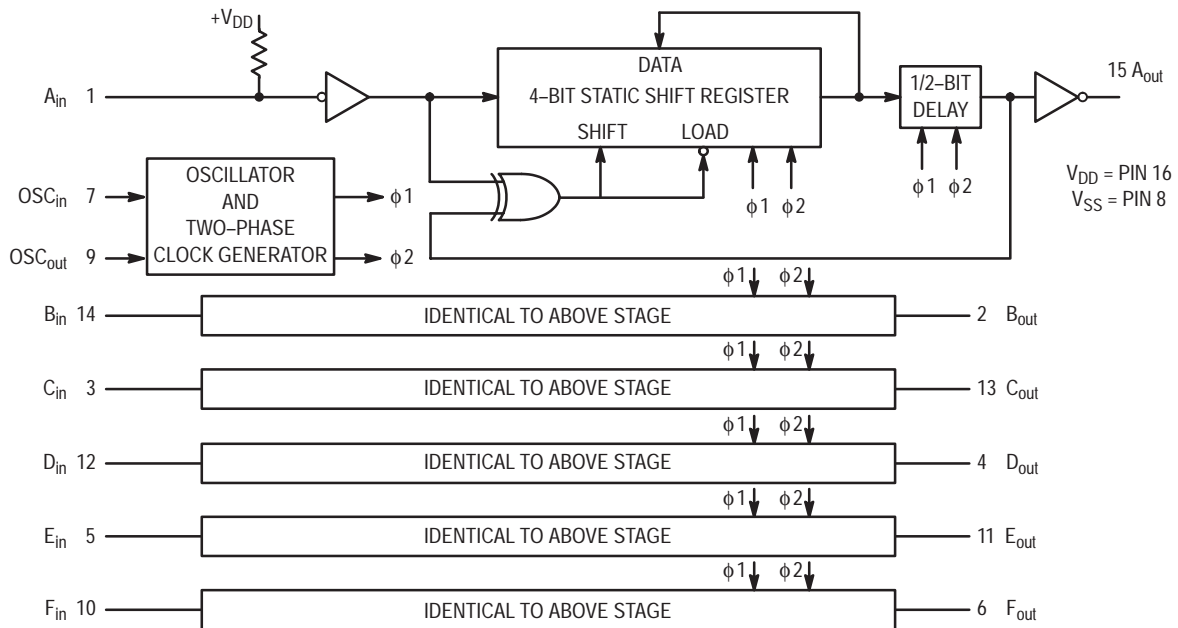 +VDD
Ain 1
DATA
4–BIT STATIC SHIFT REGISTER
SHIFT LOAD
ϕ1 ϕ2
1/2–BIT
DELAY
ϕ1 ϕ2
15 Aout
VDD = PIN 16
VSS = PIN 8
OSCin 7
OSCout 9
OSCILLATOR
AND
TWO–PHASE
CLOCK GENERATOR
ϕ1
ϕ2
ϕ1 ϕ2
Bin 14 IDENTICAL TO ABOVE STAGE 2 Bout
ϕ1 ϕ2
Cin 3 IDENTICAL TO ABOVE STAGE 13 Cout
ϕ1 ϕ2
Din 12 IDENTICAL TO ABOVE STAGE 4 Dout
ϕ1 ϕ2
Ein 5 IDENTICAL TO ABOVE STAGE 11 Eout
ϕ1 ϕ2
Fin 10 IDENTICAL TO ABOVE STAGE 6 Fout